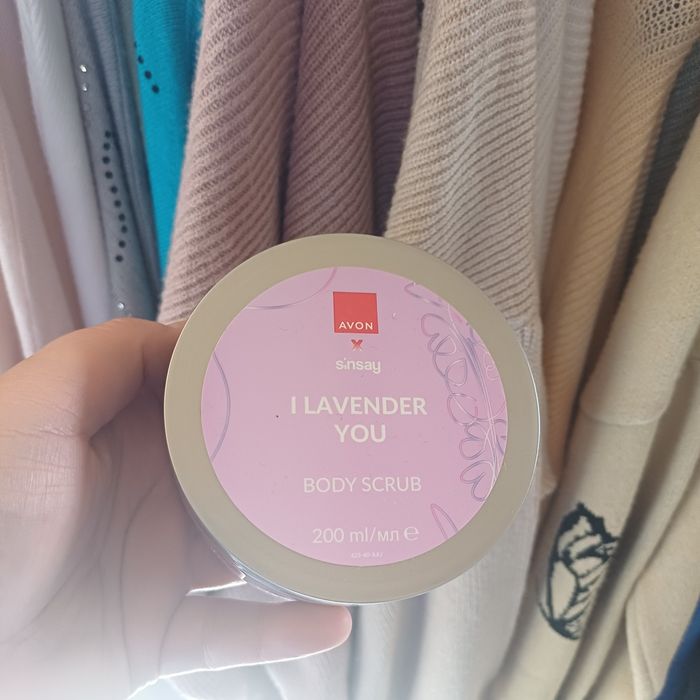 AVON
X
sinsay
I LAVENDER
YOU
BODY SCRUB
200 ml/мл ℮